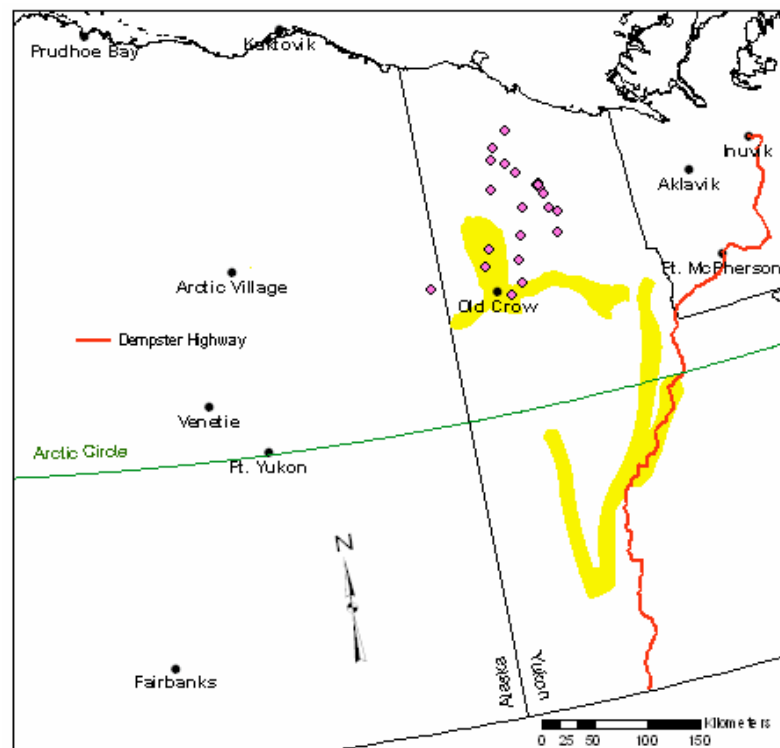 Prudhoe Bay
Kaktovik
Inuvik
Aklavik
Ft. McPherson
Arctic Village
Old Crow
Dempster Highway
Venetie
Arctic Circle
Ft. Yukon
N
Alaska
Yukon
Fairbanks
Kilometers
0 25 50 100 150